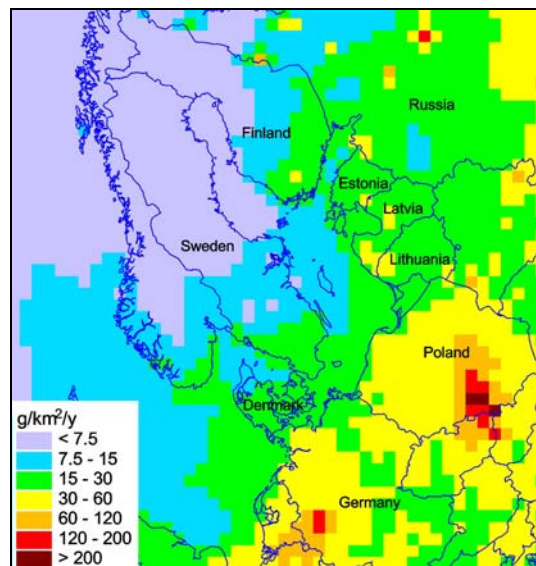 Russia
Finland
Estonia
Latvia
Sweden
Lithuania
Poland
Denmark
Germany
g/km²/y
< 7.5
7.5 - 15
15 - 30
30 - 60
60 - 120
120 - 200
> 200